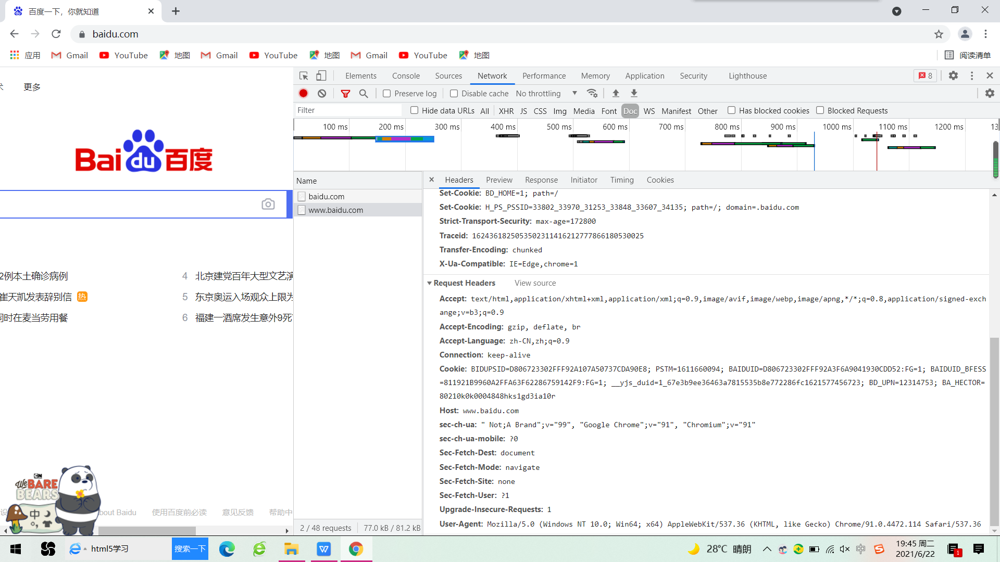 百度一下，你就知道
baidu.com
应用 Gmail YouTube 地图 Gmail YouTube 地图 Gmail YouTube 地图 阅读清单
更多
Bai du 百度
2例本土确诊病例
崔天凯发表辞别信 热
同时在麦当劳用餐
4 北京建党百年大型文艺演
5 东京奥运入场观众上限为
6 福建一酒席发生意外9死
CN
We BARE BEARS
中
设 bout Baidu 使用百度前必读 意见反馈 帮助中
Elements Console Sources Network Performance Memory Application Security Lighthouse 8
Preserve log Disable cache No throttling
Filter Hide data URLs All XHR JS CSS Img Media Font Doc WS Manifest Other Has blocked cookies Blocked Requests
100 ms 200 ms 300 ms 400 ms 500 ms 600 ms 700 ms 800 ms 900 ms 1000 ms 1100 ms 1200 ms 13
Name
baidu.com
www.baidu.com
2 / 48 requests 77.0 kB / 81.2 kB
Headers Preview Response Initiator Timing Cookies
Set-Cookie: BD_HOME=1; path=/
Set-Cookie: H_PS_PSSID=33802_33970_31253_33848_33607_34135; path=/; domain=.baidu.com
Strict-Transport-Security: max-age=172800
Traceid: 1624361825053502311416212777866180530025
Transfer-Encoding: chunked
X-Ua-Compatible: IE=Edge,chrome=1
Request Headers View source
Accept: text/html,application/xhtml+xml,application/xml;q=0.9,image/avif,image/webp,image/apng,*/*;q=0.8,application/signed-exch
ange;v=b3;q=0.9
Accept-Encoding: gzip, deflate, br
Accept-Language: zh-CN,zh;q=0.9
Connection: keep-alive
Cookie: BIDUPSID=D806723302FFF92A107A50737CDA90E8; PSTM=1611660094; BAIDUID=D806723302FFF92A3F6A9041930CDD52:FG=1; BAIDUID_BFESS
=811921B9960A2FFA63F62286759142F9:FG=1; __yjs_duid=1_67e3b9ee36463a7815535b8e772286fc1621577456723; BD_UPN=12314753; BA_HECTOR=
80210k0k0004848hks1gd3ia10r
Host: www.baidu.com
sec-ch-ua: " Not;A Brand";v="99", "Google Chrome";v="91", "Chromium";v="91"
sec-ch-ua-mobile: ?0
Sec-Fetch-Dest: document
Sec-Fetch-Mode: navigate
Sec-Fetch-Site: none
Sec-Fetch-User: ?1
Upgrade-Insecure-Requests: 1
User-Agent: Mozilla/5.0 (Windows NT 10.0; Win64; x64) AppleWebKit/537.36 (KHTML, like Gecko) Chrome/91.0.4472.114 Safari/537.36
html5学习 搜索一下 28°C 晴朗 中 19:45 周二
2021/6/22 1